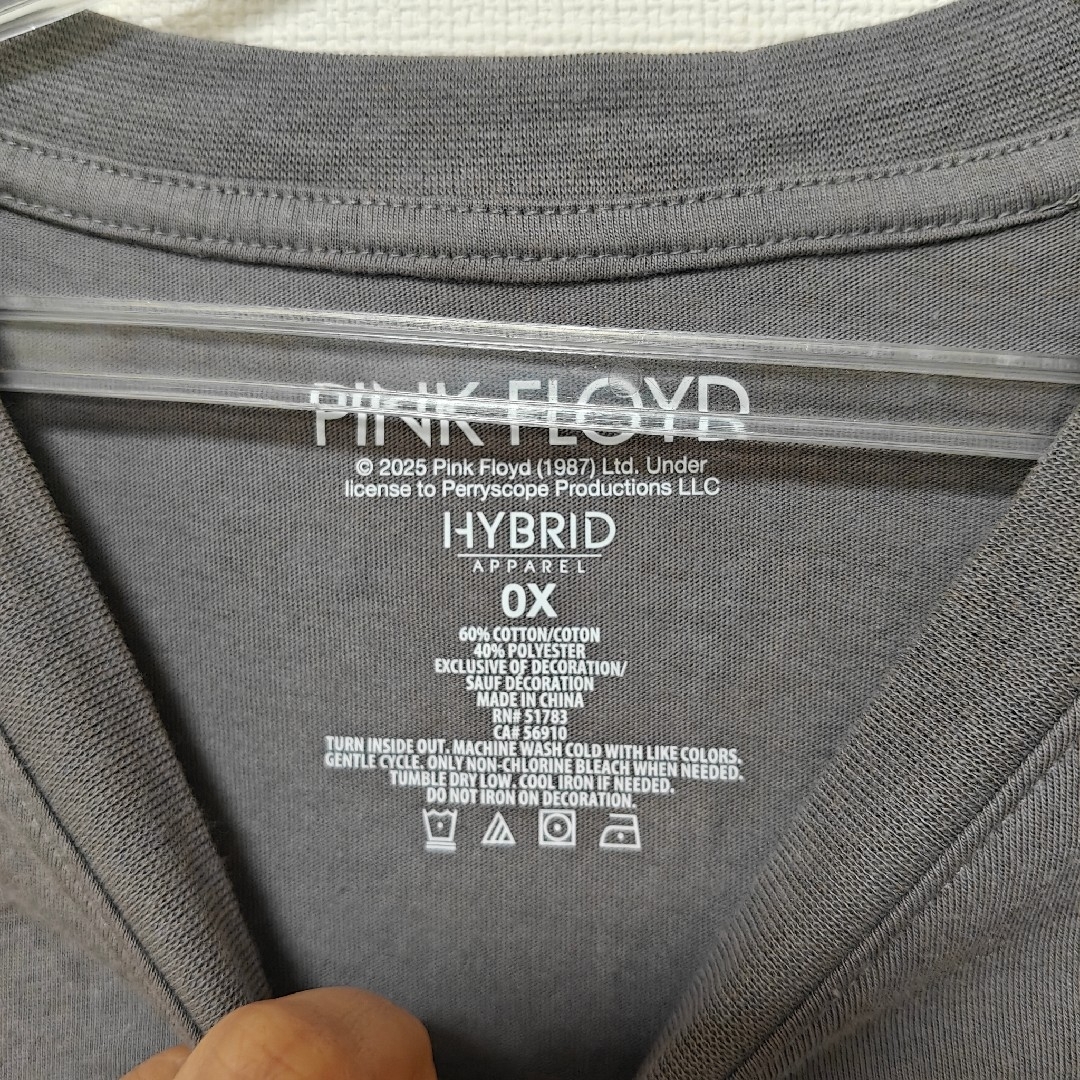 PINK FLOYD
© 2025 Pink Floyd (1987) Ltd. Under
license to Perryscope Productions LLC
HYBRID
APPAREL
0X
60% COTTON/COTON
40% POLYESTER
EXCLUSIVE OF DECORATION/
SAUF DÉCORATION
MADE IN CHINA
RN# 51783
CA# 56910
TURN INSIDE OUT. MACHINE WASH COLD WITH LIKE COLORS.
GENTLE CYCLE. ONLY NON-CHLORINE BLEACH WHEN NEEDED.
TUMBLE DRY LOW. COOL IRON IF NEEDED.
DO NOT IRON ON DECORATION.